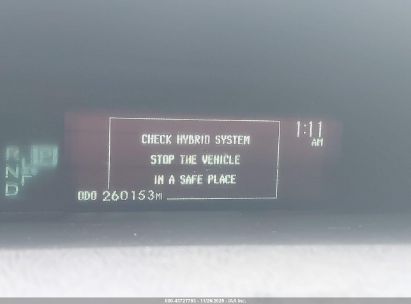 CHECK HYBRID SYSTEM
STOP THE VEHICLE
IN A SAFE PLACE
1:11
AM
R
N
D
P
ODO 260153MI